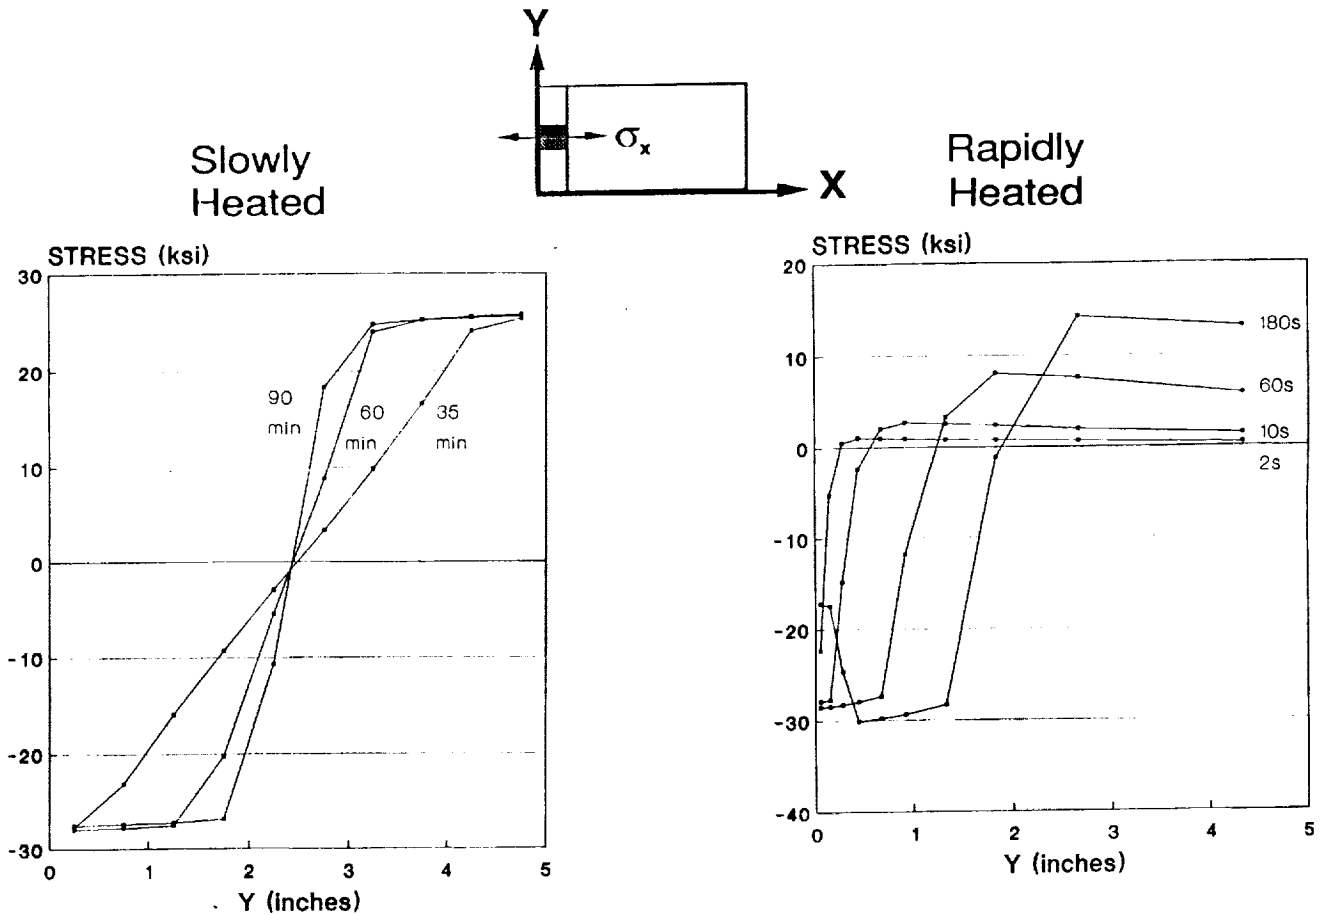 Y
σx
X
Slowly
Heated
STRESS (ksi)
30
20
10
0
-10
-20
-30
90
min
60
min
35
min
0 1 2 3 4 5
Y (inches)
Rapidly
Heated
STRESS (ksi)
20
10
0
-10
-20
-30
-40
180s
60s
10s
2s
0 1 2 3 4 5
Y (inches)